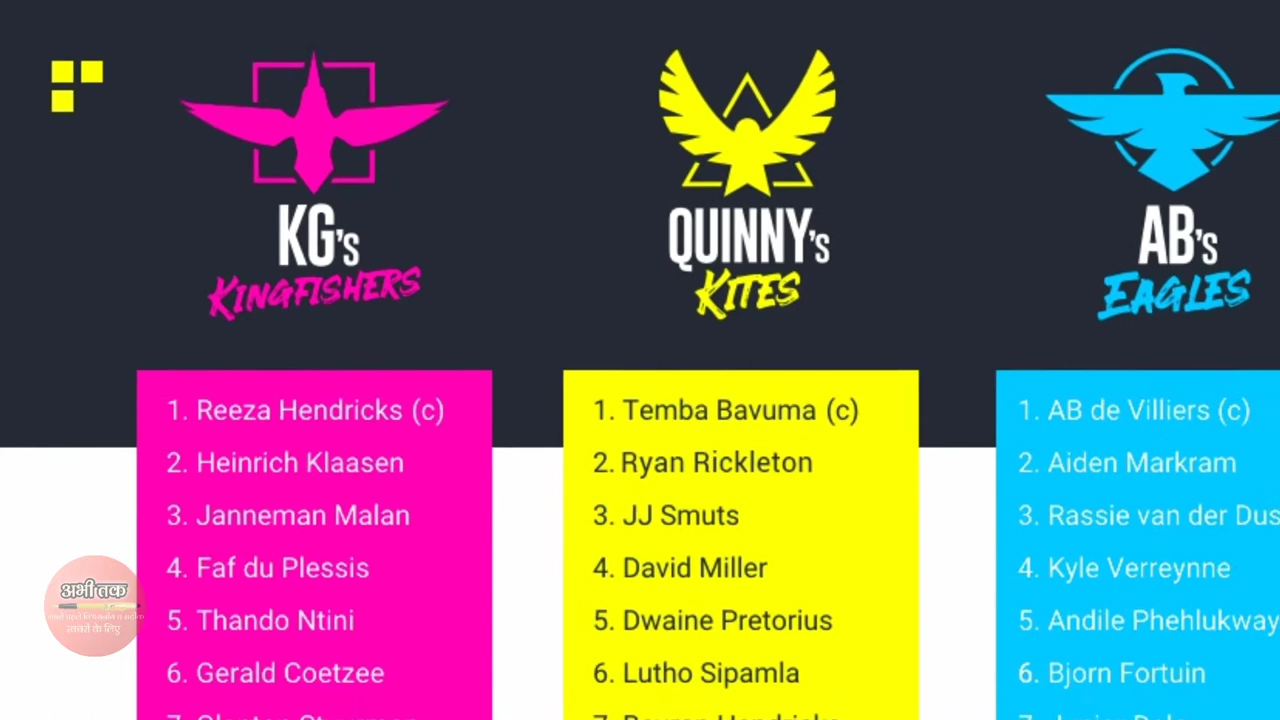 KG's
KINGFISHERS
1. Reeza Hendricks (c)
2. Heinrich Klaasen
3. Janneman Malan
4. Faf du Plessis
5. Thando Ntini
6. Gerald Coetzee
QUINNY's
KITES
1. Temba Bavuma (c)
2. Ryan Rickleton
3. JJ Smuts
4. David Miller
5. Dwaine Pretorius
6. Lutho Sipamla
AB's
EAGLES
1. AB de Villiers (c)
2. Aiden Markram
3. Rassie van der Dus
4. Kyle Verreynne
5. Andile Phehlukway
6. Bjorn Fortuin
अभी तक